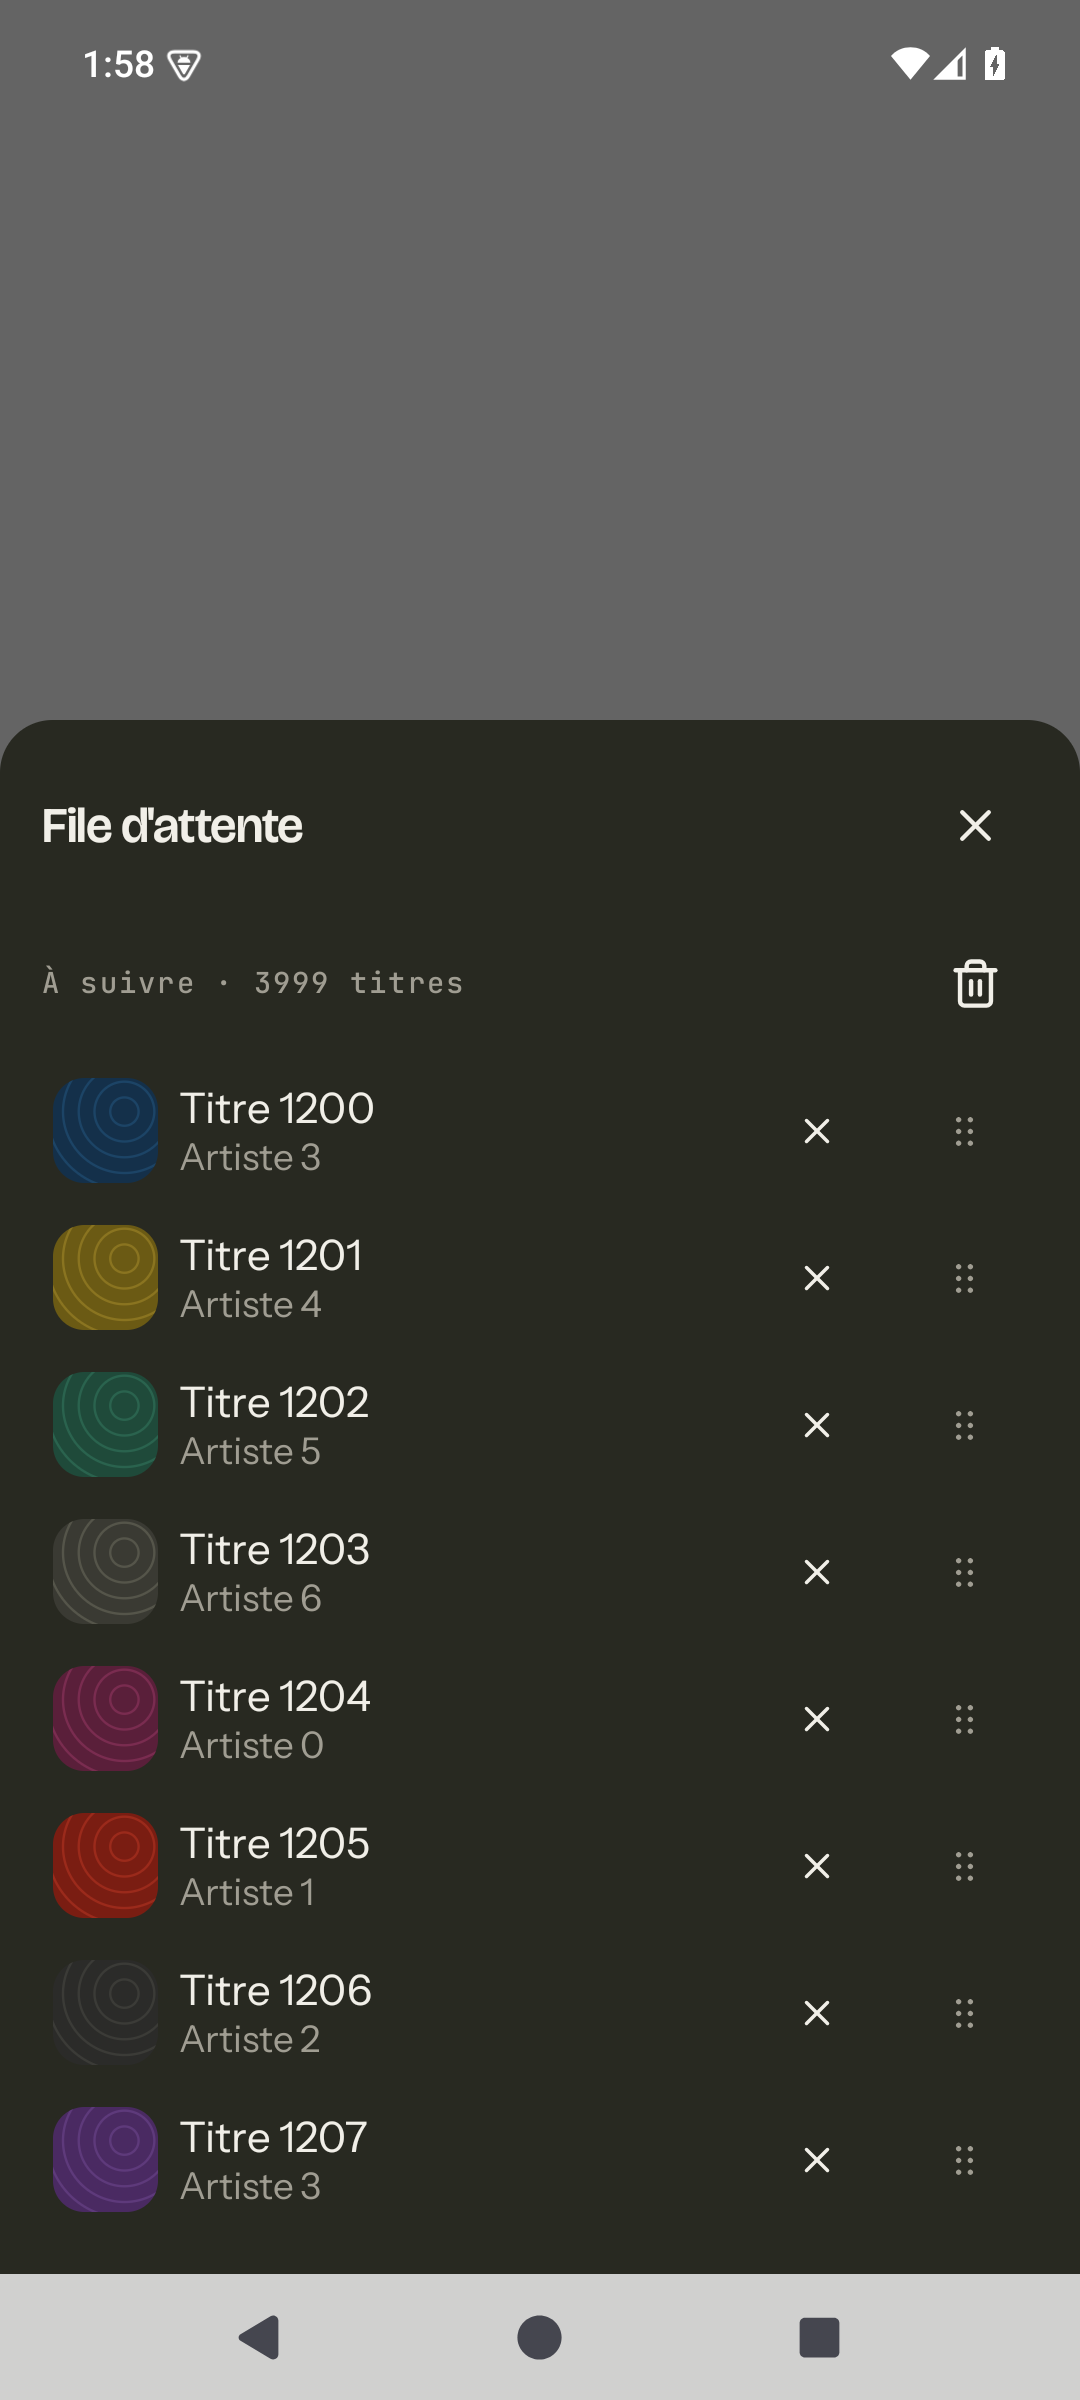 1:58
File d'attente
À suivre · 3999 titres
Titre 1200
Artiste 3
Titre 1201
Artiste 4
Titre 1202
Artiste 5
Titre 1203
Artiste 6
Titre 1204
Artiste 0
Titre 1205
Artiste 1
Titre 1206
Artiste 2
Titre 1207
Artiste 3